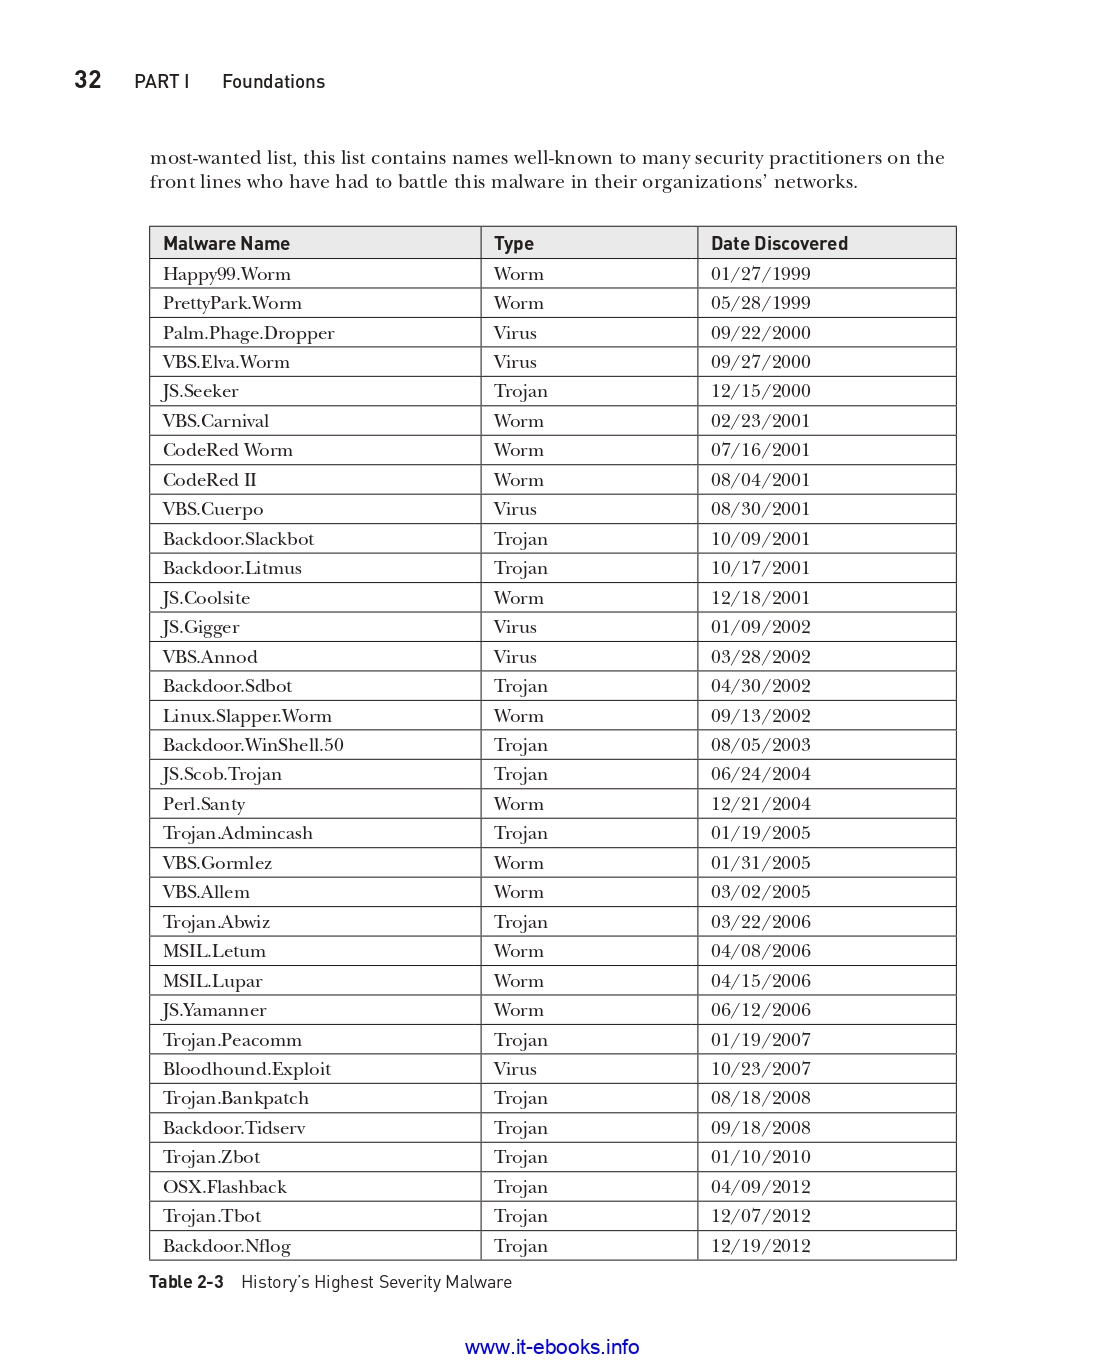 32 PART I Foundations
most-wanted list, this list contains names well-known to many security practitioners on the
front lines who have had to battle this malware in their organizations’ networks.
Malware Name Type Date Discovered
Happy99.Worm Worm 01/27/1999
PrettyPark.Worm Worm 05/28/1999
Palm.Phage.Dropper Virus 09/22/2000
VBS.Elva.Worm Virus 09/27/2000
JS.Seeker Trojan 12/15/2000
VBS.Carnival Worm 02/23/2001
CodeRed Worm Worm 07/16/2001
CodeRed II Worm 08/04/2001
VBS.Cuerpo Virus 08/30/2001
Backdoor.Slackbot Trojan 10/09/2001
Backdoor.Litmus Trojan 10/17/2001
JS.Coolsite Worm 12/18/2001
JS.Gigger Virus 01/09/2002
VBS.Annod Virus 03/28/2002
Backdoor.Sdbot Trojan 04/30/2002
Linux.Slapper.Worm Worm 09/13/2002
Backdoor.WinShell.50 Trojan 08/05/2003
JS.Scob.Trojan Trojan 06/24/2004
Perl.Santy Worm 12/21/2004
Trojan.Admincash Trojan 01/19/2005
VBS.Gormlez Worm 01/31/2005
VBS.Allem Worm 03/02/2005
Trojan.Abwiz Trojan 03/22/2006
MSIL.Letum Worm 04/08/2006
MSIL.Lupar Worm 04/15/2006
JS.Yamanner Worm 06/12/2006
Trojan.Peacomm Trojan 01/19/2007
Bloodhound.Exploit Virus 10/23/2007
Trojan.Bankpatch Trojan 08/18/2008
Backdoor.Tidserv Trojan 09/18/2008
Trojan.Zbot Trojan 01/10/2010
OSX.Flashback Trojan 04/09/2012
Trojan.Tbot Trojan 12/07/2012
Backdoor.Nflog Trojan 12/19/2012
Table 2-3 History’s Highest Severity Malware
www.it-ebooks.info